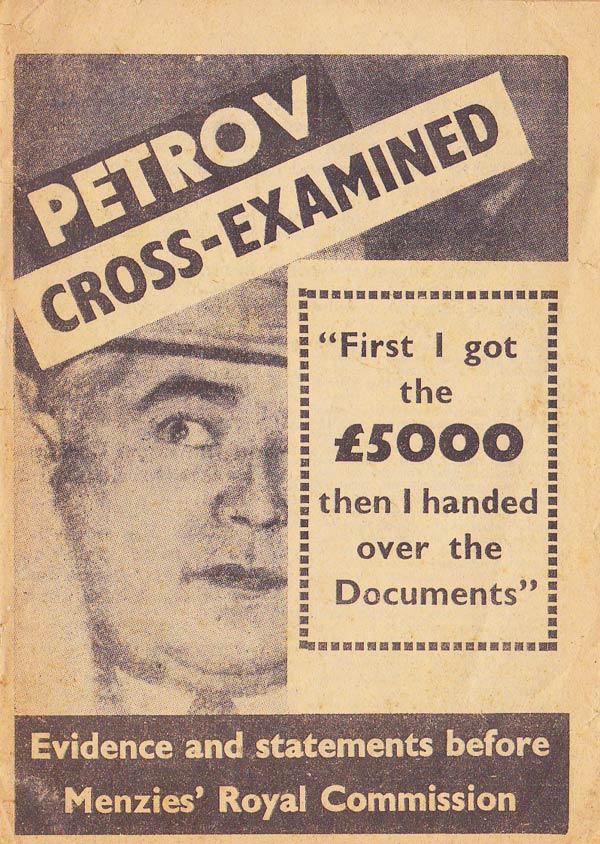 PETROV
CROSS-EXAMINED
“First I got
the
£5000
then I handed
over the
Documents”
Evidence and statements before
Menzies’ Royal Commission